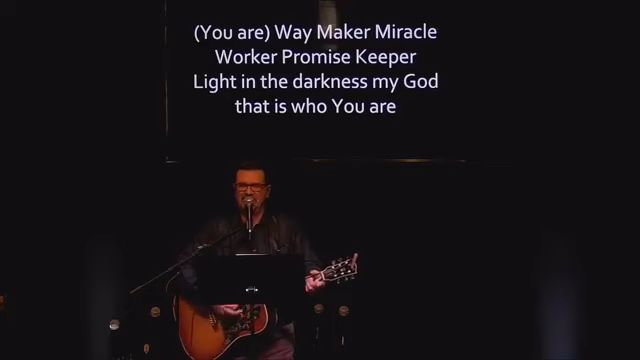 (You are) Way Maker Miracle
Worker Promise Keeper
Light in the darkness my God
that is who You are